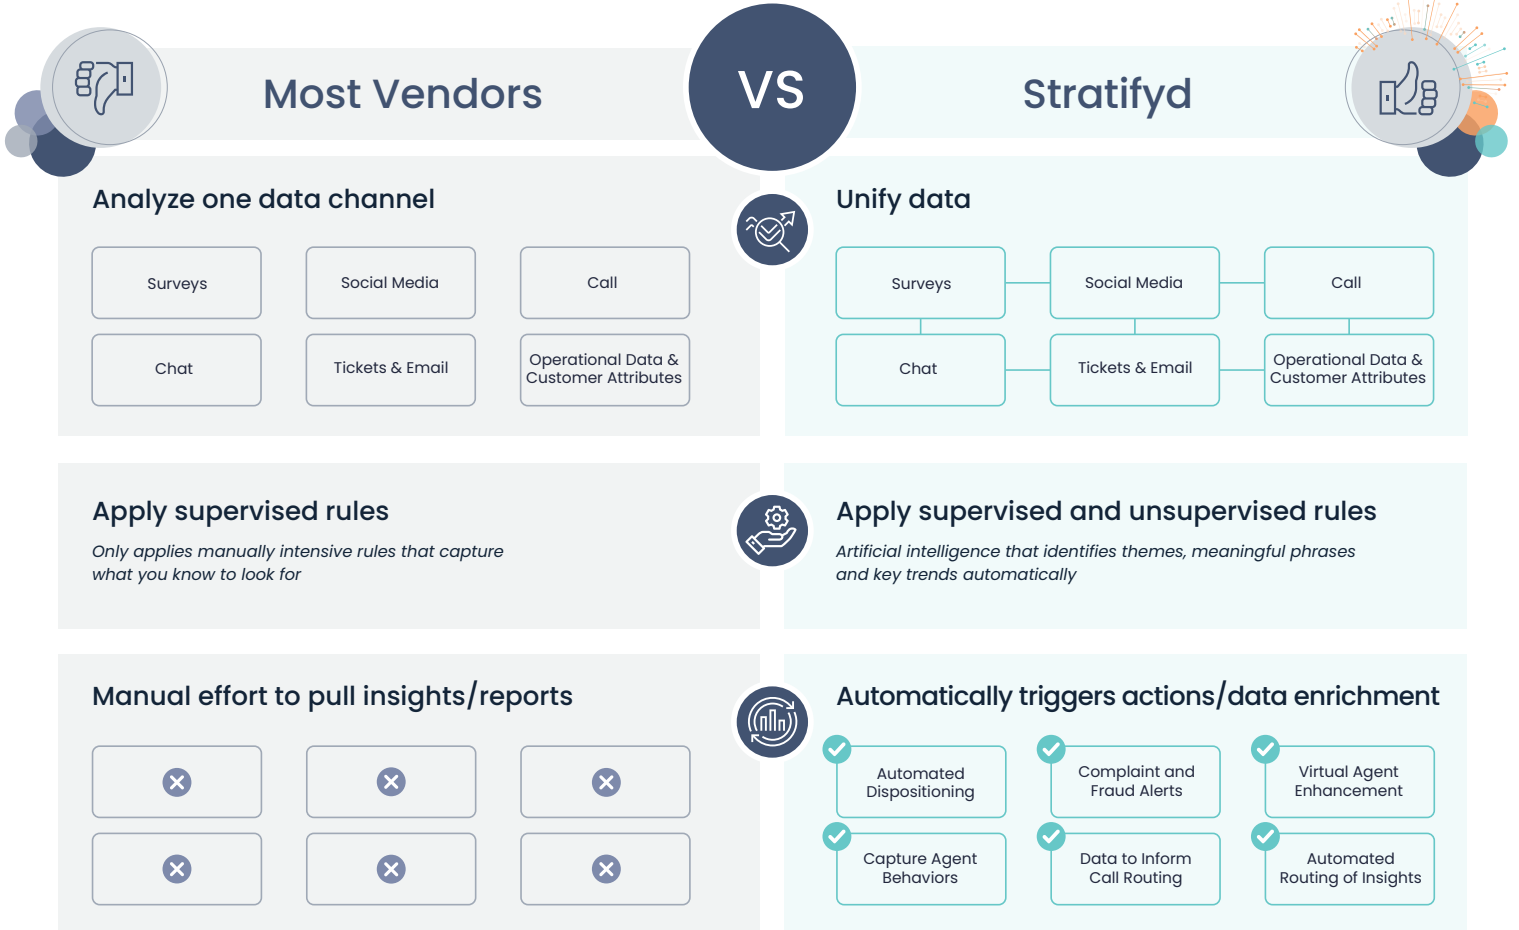 Most Vendors
VS
Stratifyd
Analyze one data channel
Surveys
Social Media
Call
Chat
Tickets & Email
Operational Data &
Customer Attributes
Unify data
Surveys
Social Media
Call
Chat
Tickets & Email
Operational Data &
Customer Attributes
Apply supervised rules
Only applies manually intensive rules that capture
what you know to look for
Apply supervised and unsupervised rules
Artificial intelligence that identifies themes, meaningful phrases
and key trends automatically
Manual effort to pull insights/reports
Automatically triggers actions/data enrichment
Automated
Dispositioning
Complaint and
Fraud Alerts
Virtual Agent
Enhancement
Capture Agent
Behaviors
Data to Inform
Call Routing
Automated
Routing of Insights